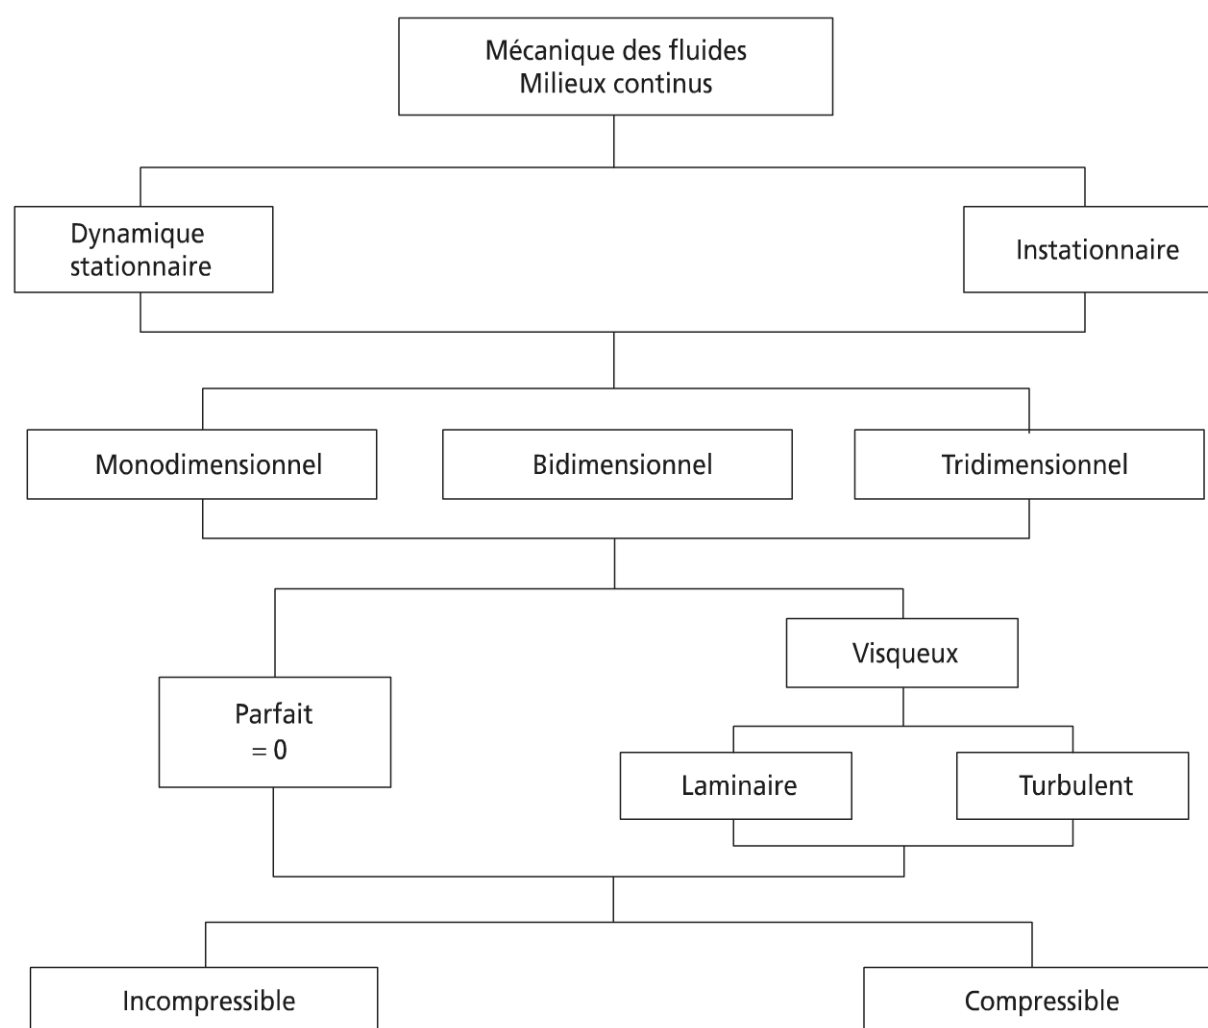 Mécanique des fluides
Milieux continus
Dynamique
stationnaire
Instationnaire
Monodimensionnel
Bidimensionnel
Tridimensionnel
Visqueux
Parfait
= 0
Laminaire
Turbulent
Incompressible
Compressible